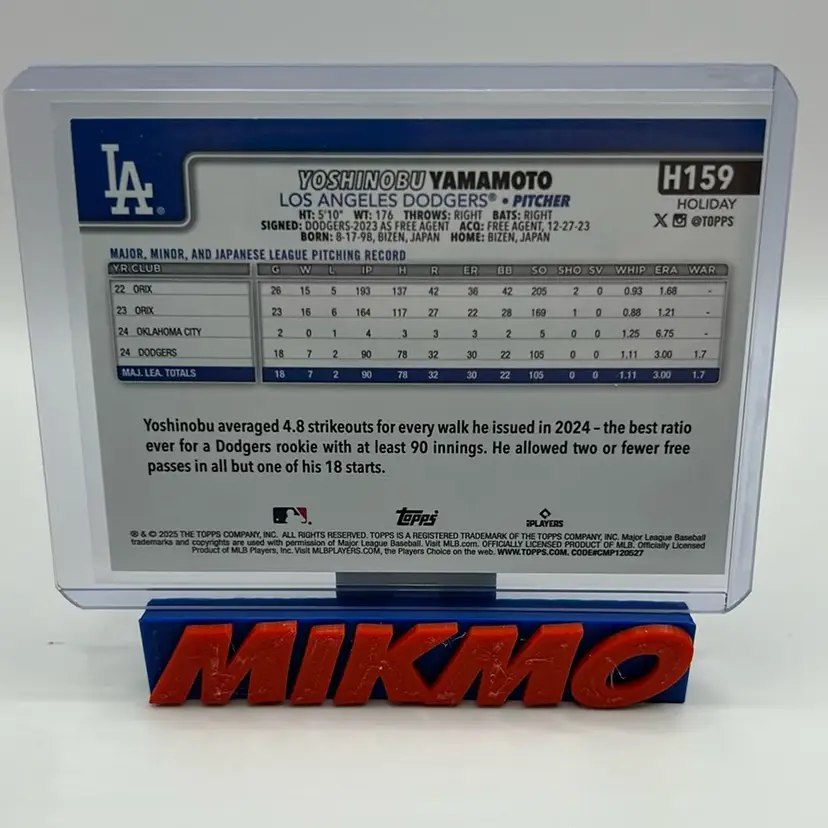 LA
YOSHINOBU YAMAMOTO
H159
LOS ANGELES DODGERS® • PITCHER
HOLIDAY
HT: 5'10" WT: 176 THROWS: RIGHT BATS: RIGHT
X @TOPPS
SIGNED: DODGERS-2023 AS FREE AGENT ACQ: FREE AGENT, 12-27-23
BORN: 8-17-98, BIZEN, JAPAN HOME: BIZEN, JAPAN
MAJOR, MINOR, AND JAPANESE LEAGUE PITCHING RECORD
YR CLUB G W L IP H R ER BB SO SHO SV WHIP ERA WAR
22 ORIX 26 15 5 193 137 42 36 42 205 2 0 0.93 1.68 -
23 ORIX 23 16 6 164 117 27 22 28 169 1 0 0.88 1.21 -
24 OKLAHOMA CITY 2 0 1 4 3 3 3 2 5 0 0 1.25 6.75 -
24 DODGERS 18 7 2 90 78 32 30 22 105 0 0 1.11 3.00 1.7
MAJ. LEA. TOTALS 18 7 2 90 78 32 30 22 105 0 0 1.11 3.00 1.7
Yoshinobu averaged 4.8 strikeouts for every walk he issued in 2024 – the best ratio
ever for a Dodgers rookie with at least 90 innings. He allowed two or fewer free
passes in all but one of his 18 starts.
Topps
PLAYERS
® & © 2025 THE TOPPS COMPANY, INC. ALL RIGHTS RESERVED. TOPPS IS A REGISTERED TRADEMARK OF THE TOPPS COMPANY, INC. Major League Baseball
trademarks and copyrights are used with permission of Major League Baseball. Visit MLB.com. OFFICIALLY LICENSED PRODUCT OF MLB. Officially Licensed
Product of MLB Players, Inc. Visit MLBPLAYERS.COM, the Players Choice on the web. WWW.TOPPS.COM. CODE#CMP120527
MIKMO